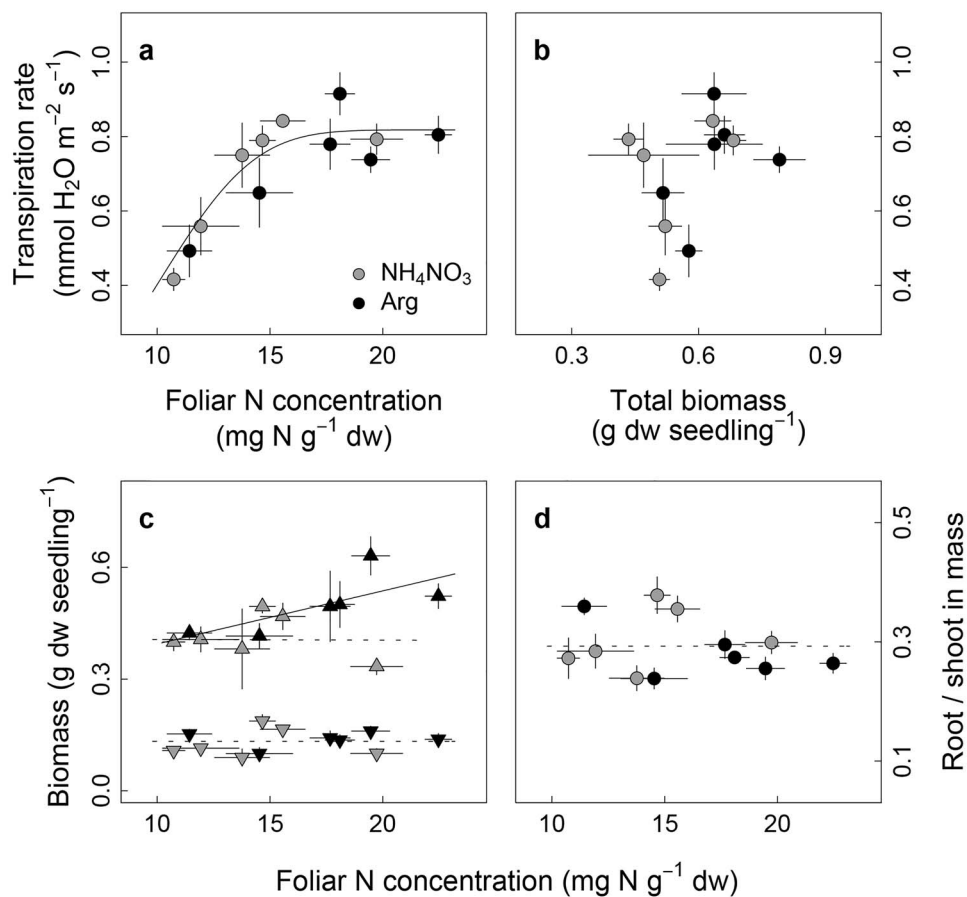 a
Transpiration rate
(mmol H₂O m⁻² s⁻¹)
1.0
0.8
0.6
0.4
NH₄NO₃
Arg
10
15
20
Foliar N concentration
(mg N g⁻¹ dw)
b
1.0
0.8
0.6
0.4
0.3
0.6
0.9
Total biomass
(g dw seedling⁻¹)
c
Biomass (g dw seedling⁻¹)
0.6
0.3
0.0
10
15
20
d
0.5
0.3
0.1
Root / shoot in mass
10
15
20
Foliar N concentration (mg N g⁻¹ dw)